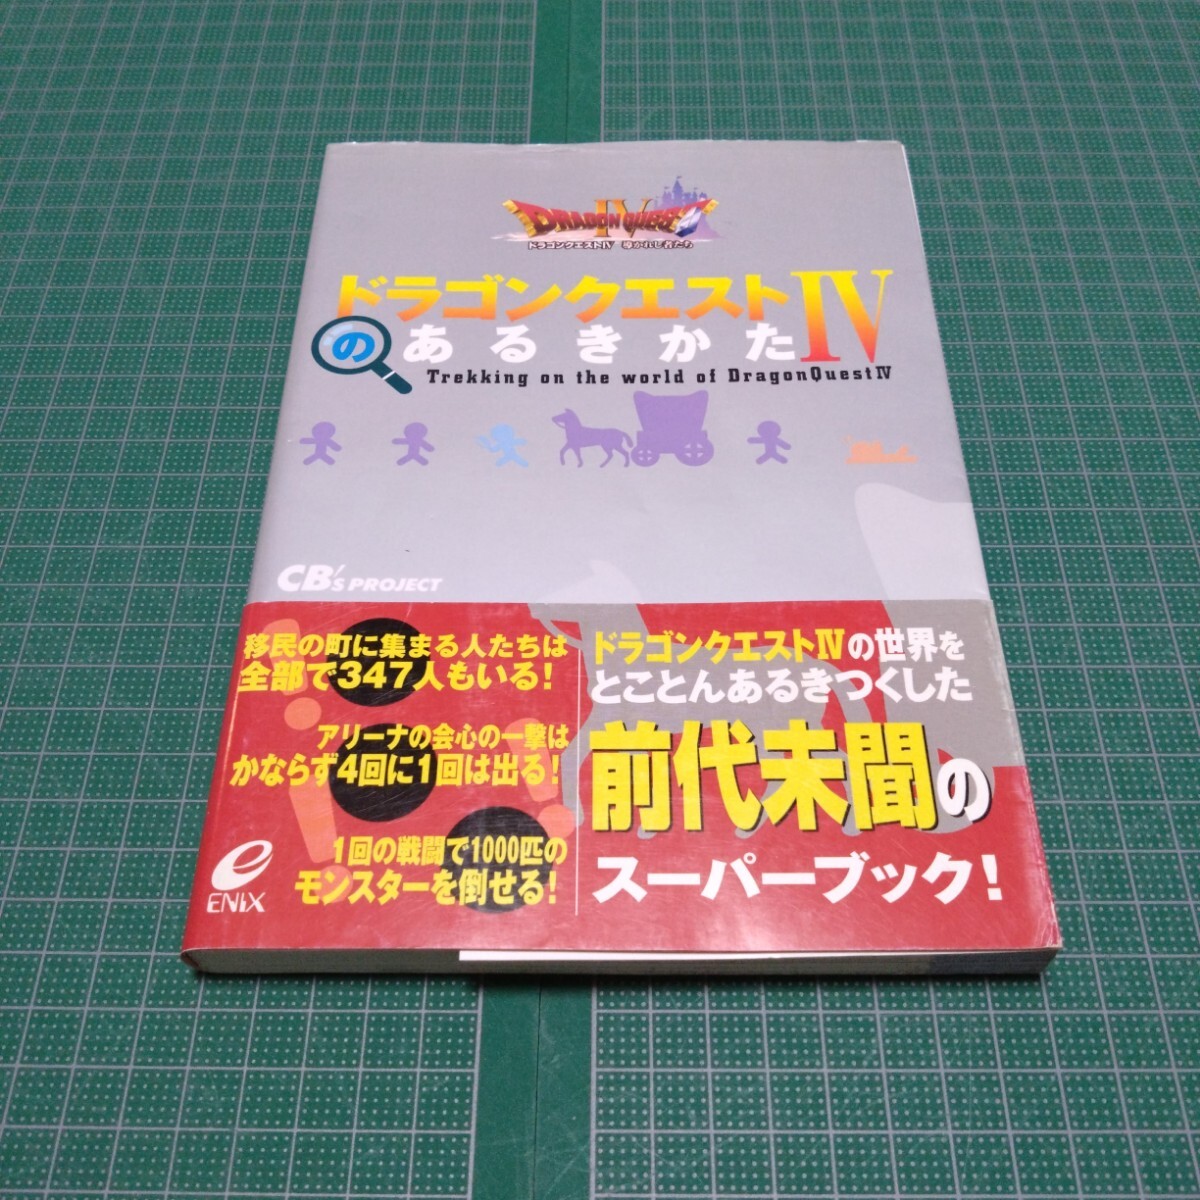 DRAGON QUEST
IV
ドラゴンクエストIV 導かれし者たち
ドラゴンクエストIV
のあるきかた
Trekking on the world of DragonQuestIV
CB's PROJECT
移民の町に集まる人たちは
全部で347人もいる!
アリーナの会心の一撃は
かならず4回に1回は出る!
1回の戦闘で1000匹の
モンスターを倒せる!
ENIX
ドラゴンクエストIVの世界を
とことんあるきつくした
前代未聞の
スーパーブック!